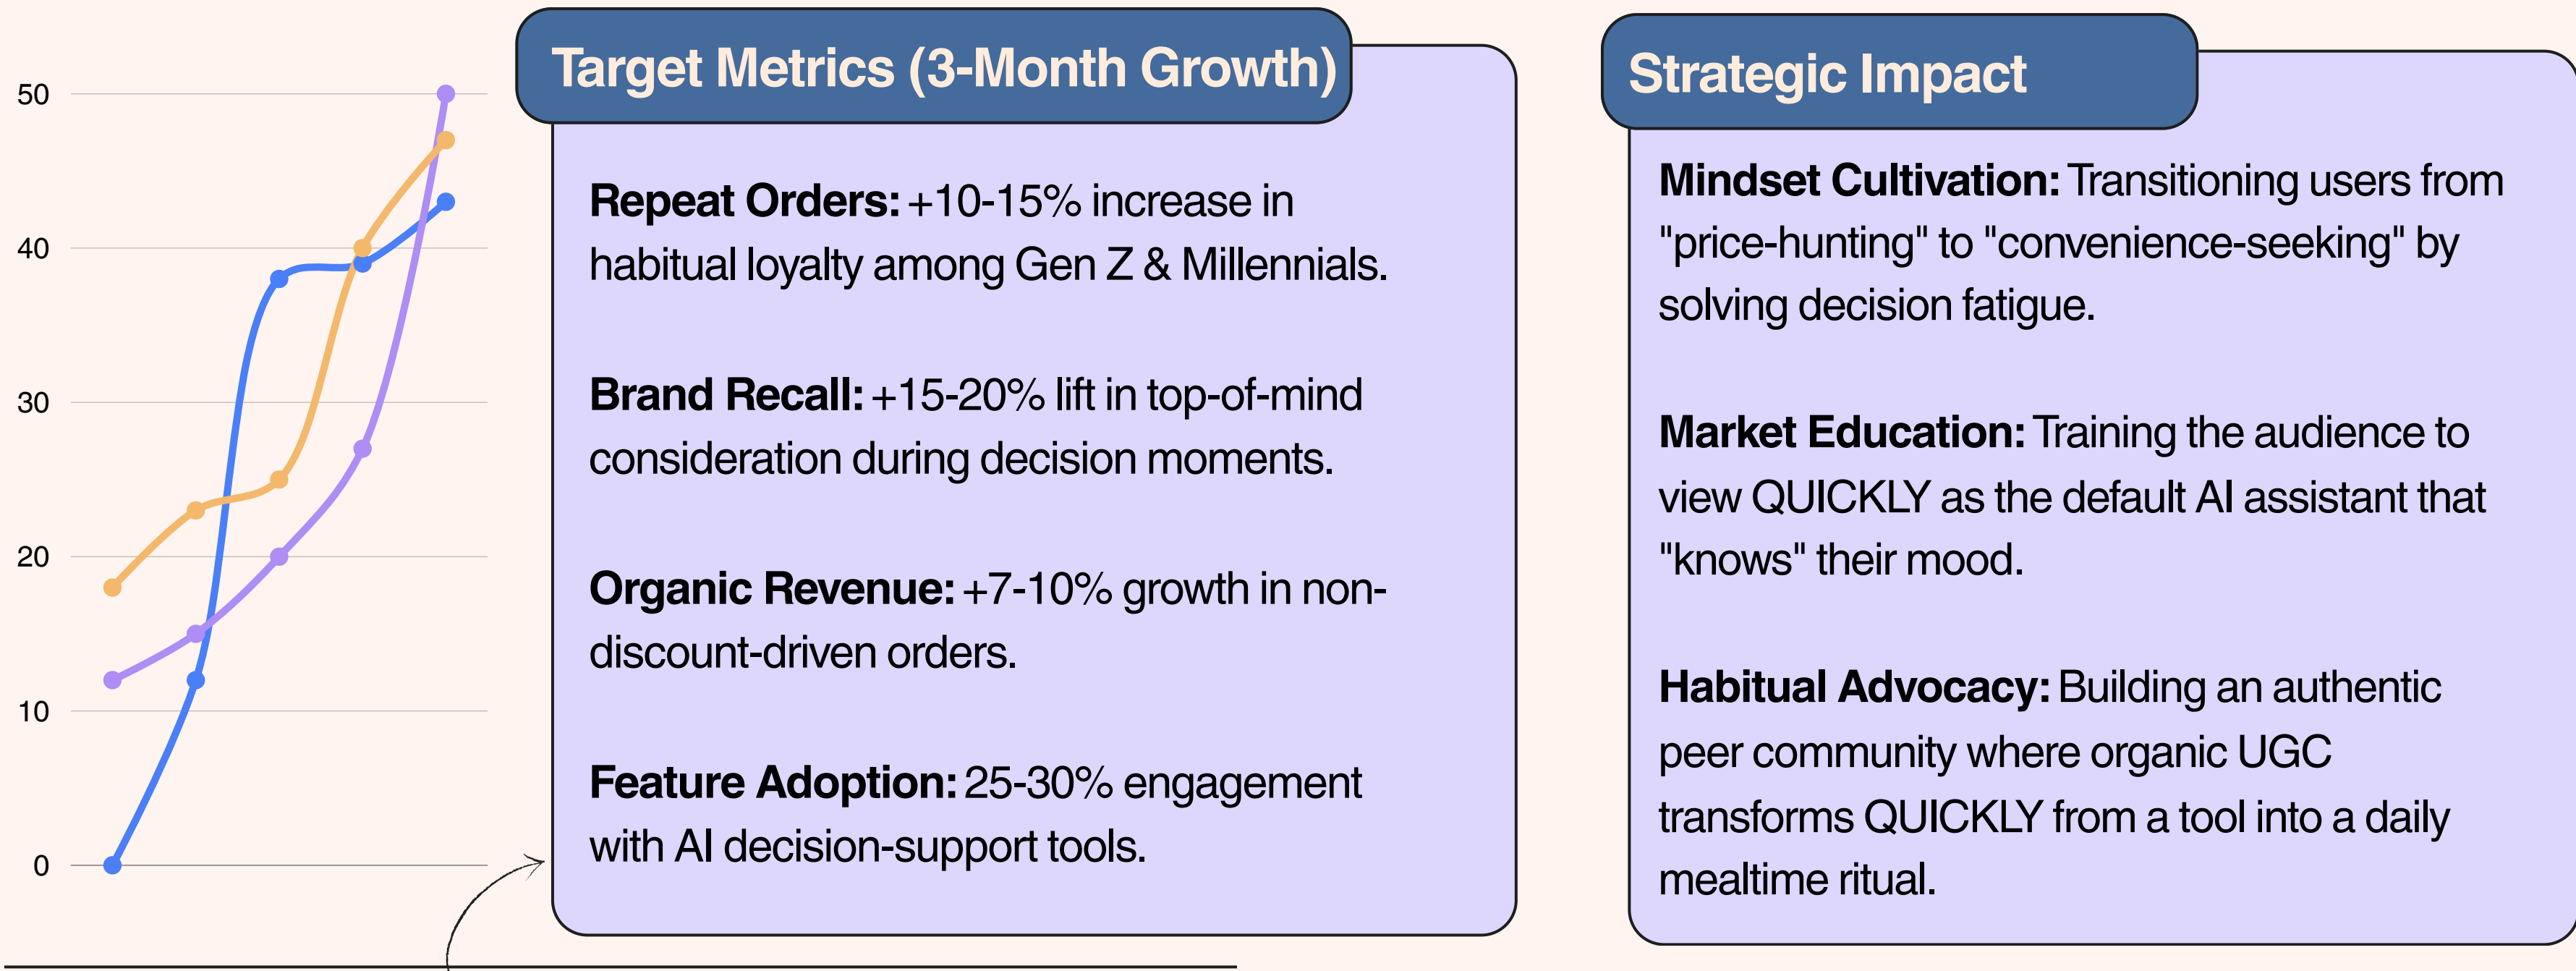 50
40
30
20
10
0
Target Metrics (3-Month Growth)
Repeat Orders: +10-15% increase in
habitual loyalty among Gen Z & Millennials.
Brand Recall: +15-20% lift in top-of-mind
consideration during decision moments.
Organic Revenue: +7-10% growth in non-
discount-driven orders.
Feature Adoption: 25-30% engagement
with AI decision-support tools.
Strategic Impact
Mindset Cultivation: Transitioning users from
"price-hunting" to "convenience-seeking" by
solving decision fatigue.
Market Education: Training the audience to
view QUICKLY as the default AI assistant that
"knows" their mood.
Habitual Advocacy: Building an authentic
peer community where organic UGC
transforms QUICKLY from a tool into a daily
mealtime ritual.